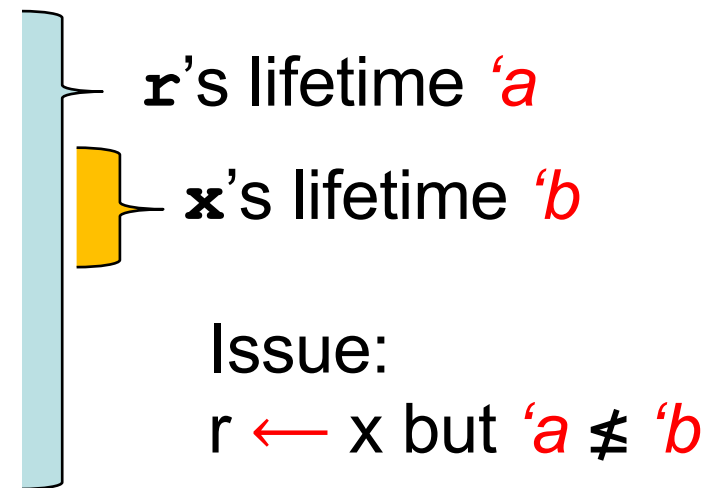 r’s lifetime ‘a
x’s lifetime ‘b
Issue:
r ← x but ‘a ≰ ‘b